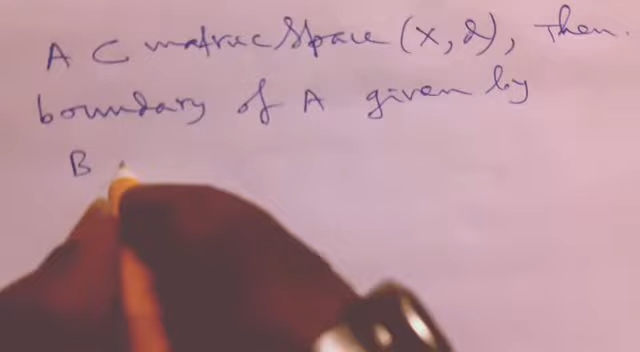 A ⊂ matric Space (X, d), Then.
boundary of A given by
B